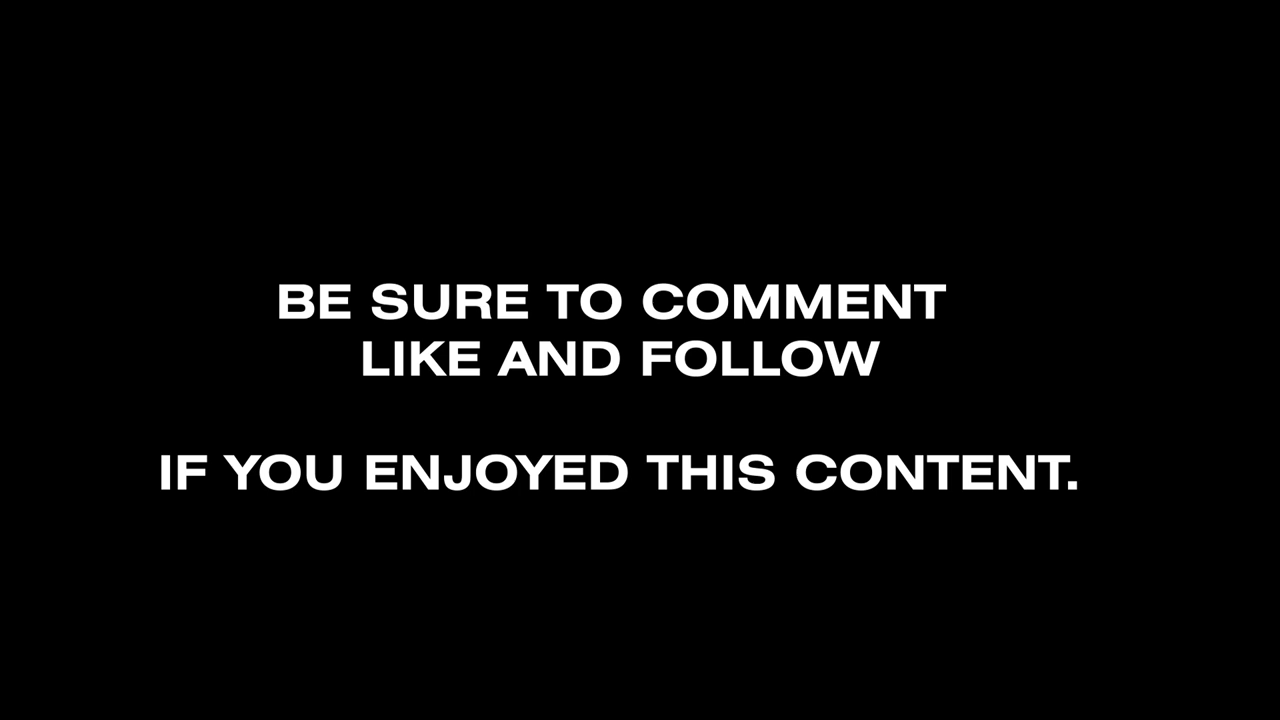 BE SURE TO COMMENT
LIKE AND FOLLOW
IF YOU ENJOYED THIS CONTENT.